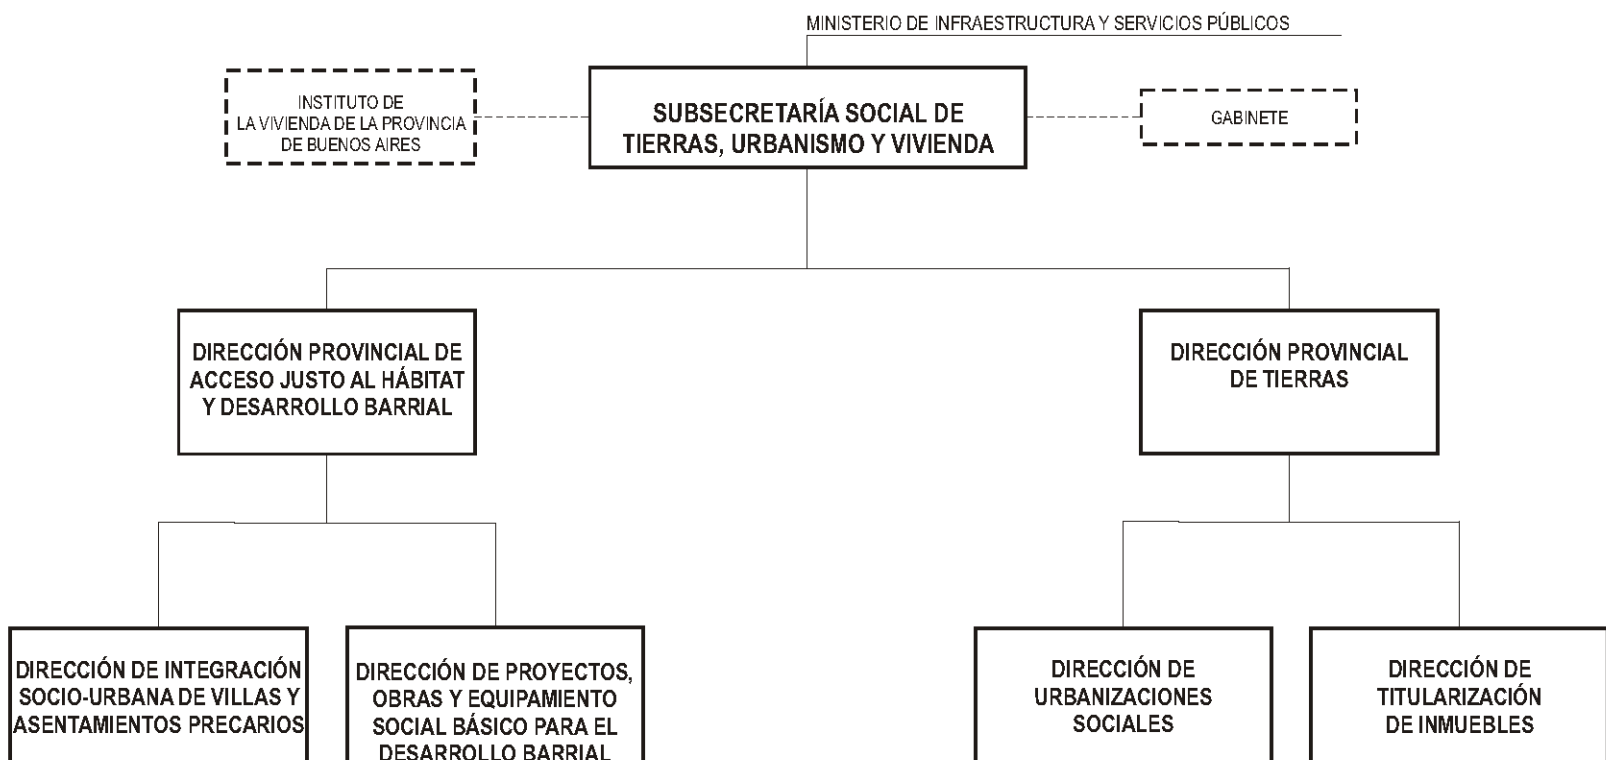 MINISTERIO DE INFRAESTRUCTURA Y SERVICIOS PÚBLICOS
INSTITUTO DE
LA VIVIENDA DE LA PROVINCIA
DE BUENOS AIRES
SUBSECRETARÍA SOCIAL DE
TIERRAS, URBANISMO Y VIVIENDA
GABINETE
DIRECCIÓN PROVINCIAL DE
ACCESO JUSTO AL HÁBITAT
Y DESARROLLO BARRIAL
DIRECCIÓN PROVINCIAL
DE TIERRAS
DIRECCIÓN DE INTEGRACIÓN
SOCIO-URBANA DE VILLAS Y
ASENTAMIENTOS PRECARIOS
DIRECCIÓN DE PROYECTOS,
OBRAS Y EQUIPAMIENTO
SOCIAL BÁSICO PARA EL
DESARROLLO BARRIAL
DIRECCIÓN DE
URBANIZACIONES
SOCIALES
DIRECCIÓN DE
TITULARIZACIÓN
DE INMUEBLES